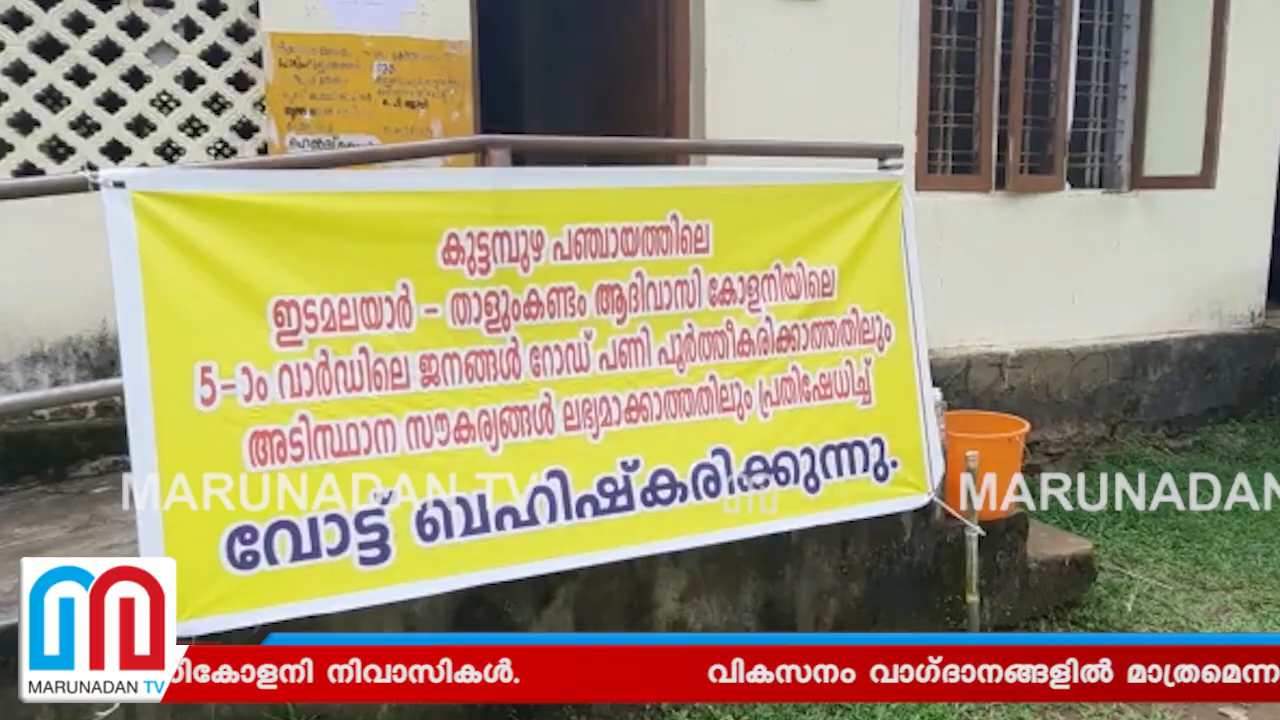 കുട്ടമ്പുഴ പഞ്ചായത്തിലെ
ഇടമലയാർ - താളുംകണ്ടം ആദിവാസി കോളനിയിലെ
5-ാം വാർഡിലെ ജനങ്ങൾ റോഡ് പണി പൂർത്തീകരിക്കാത്തതിലും
അടിസ്ഥാന സൗകര്യങ്ങൾ ലഭ്യമാക്കാത്തതിലും പ്രതിഷേധിച്ച്
വോട്ട് ബഹിഷ്കരിക്കുന്നു.
MARUNADAN TV
MARUNADAN
MARUNADAN TV
കോളനി നിവാസികൾ. വികസനം വാഗ്ദാനങ്ങളിൽ മാത്രമെന്ന